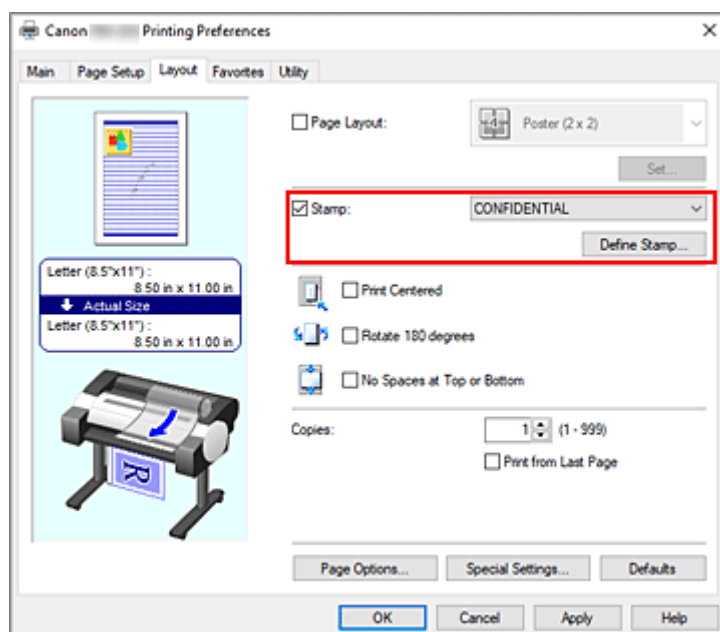 Canon Printing Preferences
Main Page Setup Layout Favorites Utility
Page Layout: Poster (2 x 2)
Set...
Stamp: CONFIDENTIAL
Define Stamp...
Letter (8.5"x11") :
8.50 in x 11.00 in
Actual Size
Letter (8.5"x11") :
8.50 in x 11.00 in
Print Centered
Rotate 180 degrees
No Spaces at Top or Bottom
Copies: 1 (1 - 999)
Print from Last Page
Page Options... Special Settings... Defaults
OK Cancel Apply Help